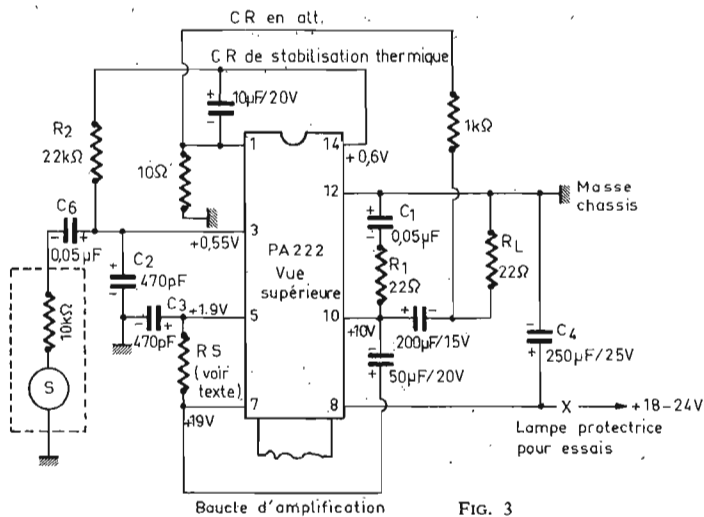 CR en alt.
CR de stabilisation thermique
10µF/20V
R2
22kΩ
1kΩ
1
14
+0,6V
10Ω
12
Masse
chassis
C6
0,05µF
3
+0,55V
C1
0,05µF
RL
22Ω
PA222
Vue
supérieure
R1
22Ω
C2
470pF
10kΩ
C3
470pF
+1.9V
5
10
+10V
200µF/15V
C4
250µF/25V
RS
(voir
texte)
50µF/20V
S
7
+19V
8
X
+18-24V
Lampe protectrice
pour essais
Baucle d'amplification
FIG. 3